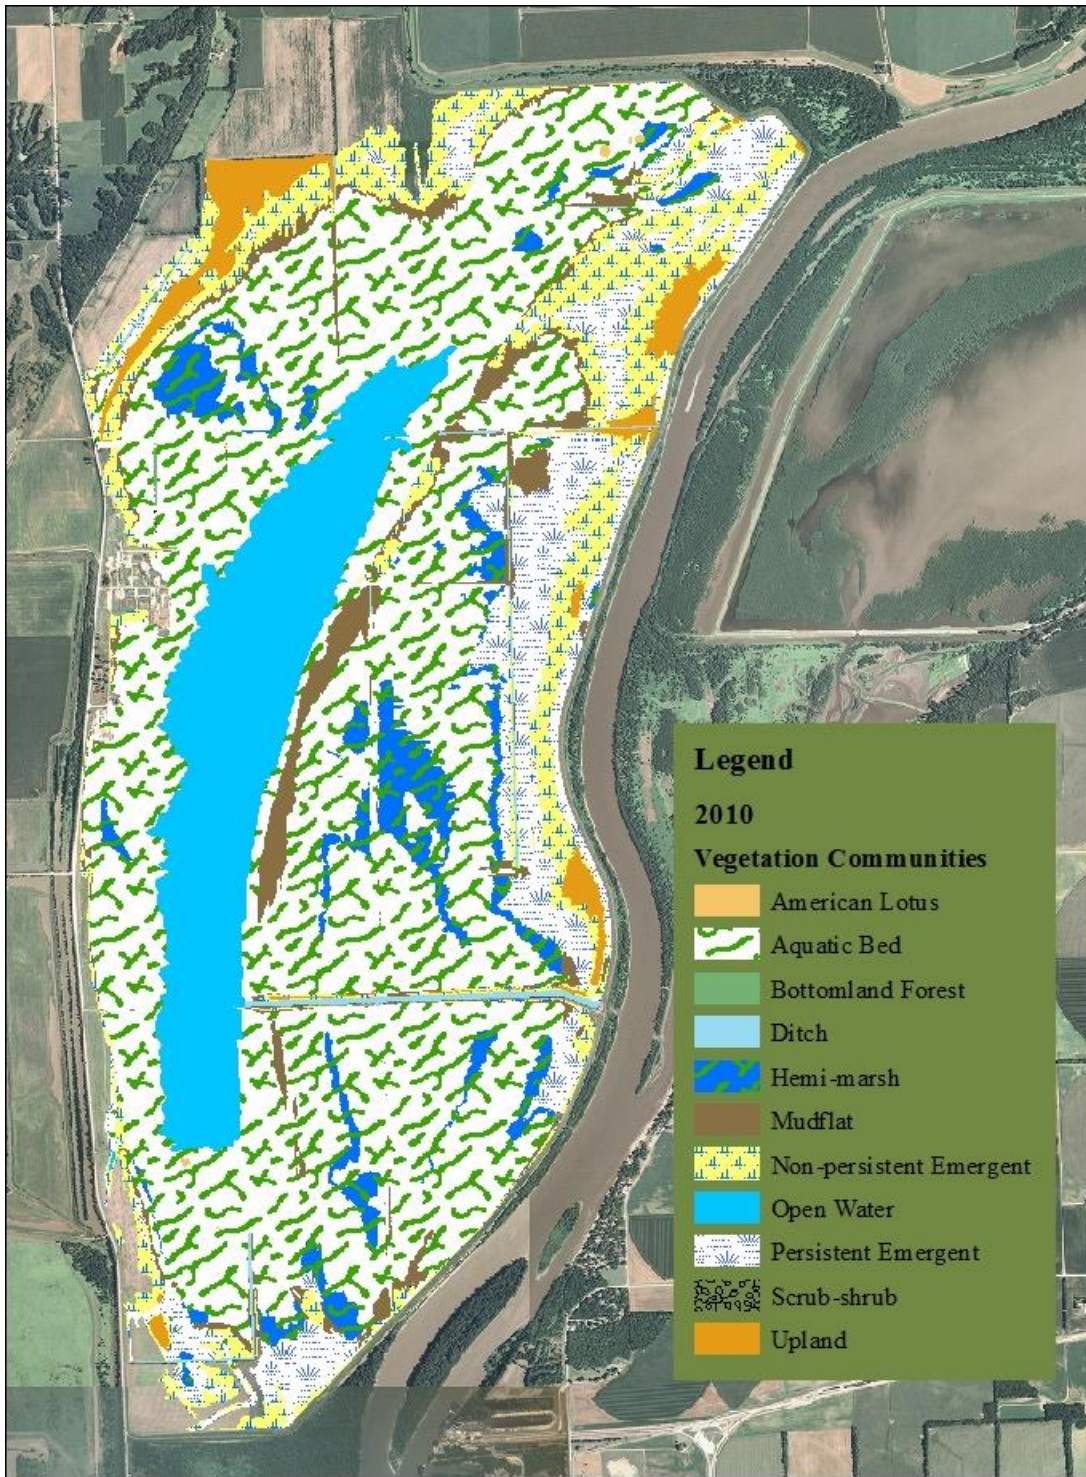 Legend
2010
Vegetation Communities
American Lotus
Aquatic Bed
Bottomland Forest
Ditch
Hemi-marsh
Mudflat
Non-persistent Emergent
Open Water
Persistent Emergent
Scrub-shrub
Upland